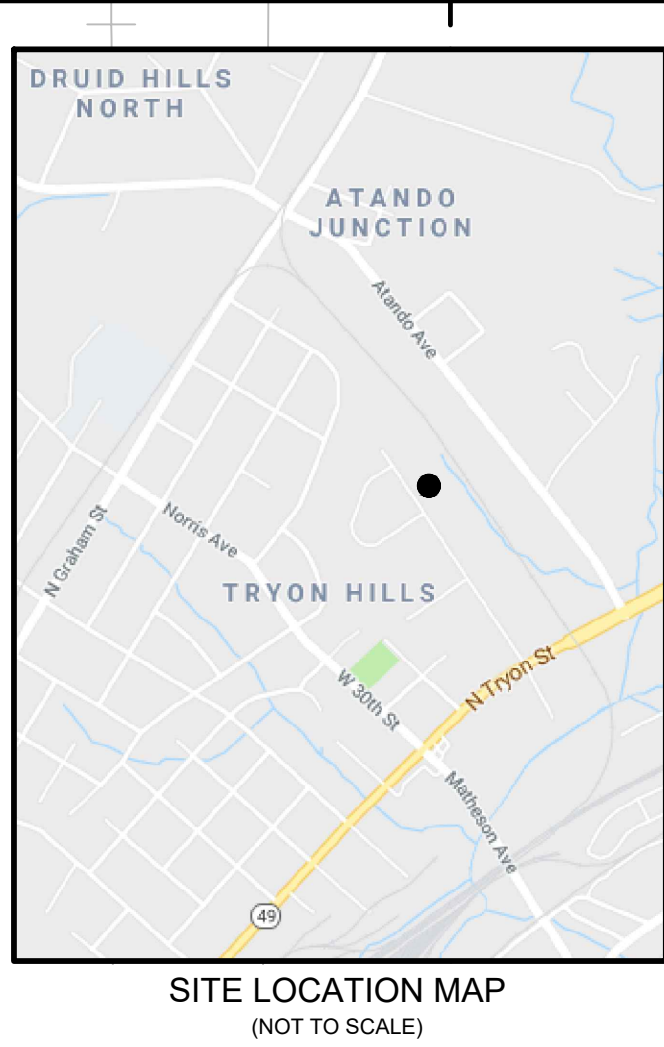 DRUID HILLS
NORTH
ATANDO
JUNCTION
Atando Ave
N Graham St
Norris Ave
TRYON HILLS
W 30th St
N Tryon St
Matheson Ave
49
SITE LOCATION MAP
(NOT TO SCALE)